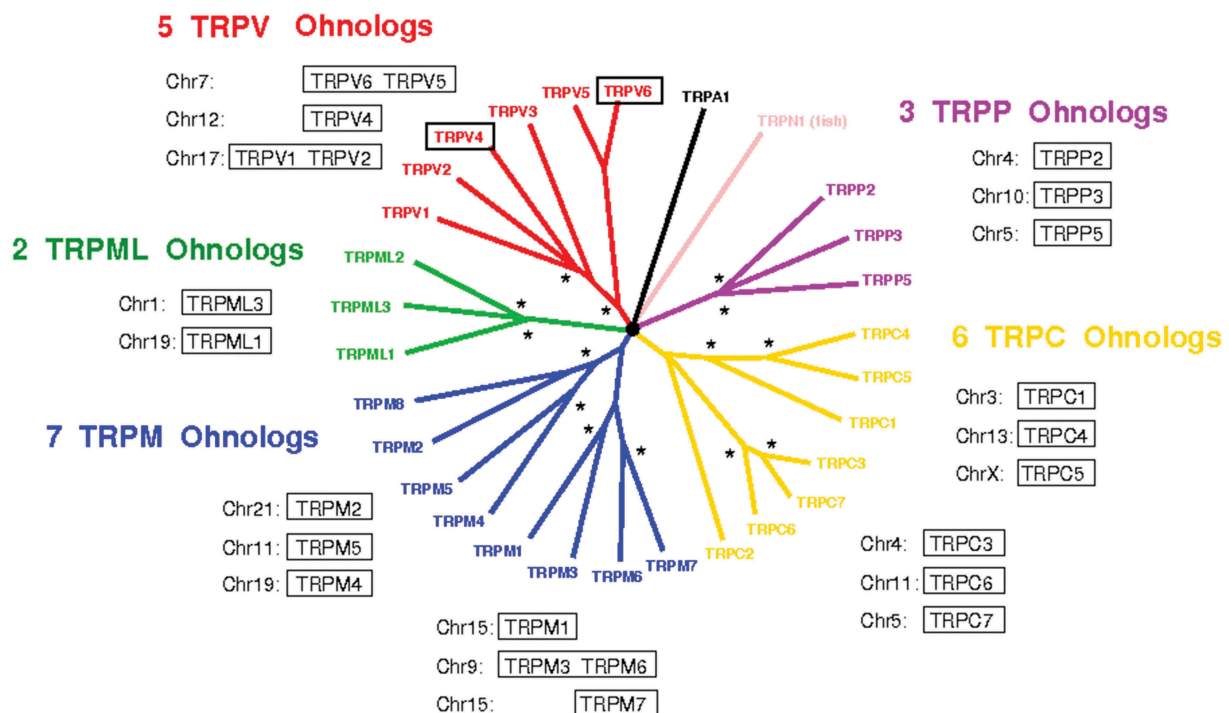 5 TRPV Ohnologs
Chr7: TRPV6 TRPV5
Chr12: TRPV4
Chr17: TRPV1 TRPV2
TRPV5
TRPV6
TRPA1
TRPV3
TRPN1 (fish)
TRPV4
TRPV2
TRPV1
3 TRPP Ohnologs
Chr4: TRPP2
Chr10: TRPP3
Chr5: TRPP5
TRPP2
TRPP3
TRPP5
2 TRPML Ohnologs
Chr1: TRPML3
Chr19: TRPML1
TRPML2
TRPML3
TRPML1
* * * * * * * * * * * * * *
6 TRPC Ohnologs
Chr3: TRPC1
Chr13: TRPC4
ChrX: TRPC5
TRPC4
TRPC5
TRPC1
TRPC3
TRPC7
TRPC6
TRPC2
Chr4: TRPC3
Chr11: TRPC6
Chr5: TRPC7
7 TRPM Ohnologs
TRPM8
TRPM2
TRPM5
TRPM4
TRPM1
TRPM3
TRPM6
TRPM7
Chr21: TRPM2
Chr11: TRPM5
Chr19: TRPM4
Chr15: TRPM1
Chr9: TRPM3 TRPM6
Chr15: TRPM7